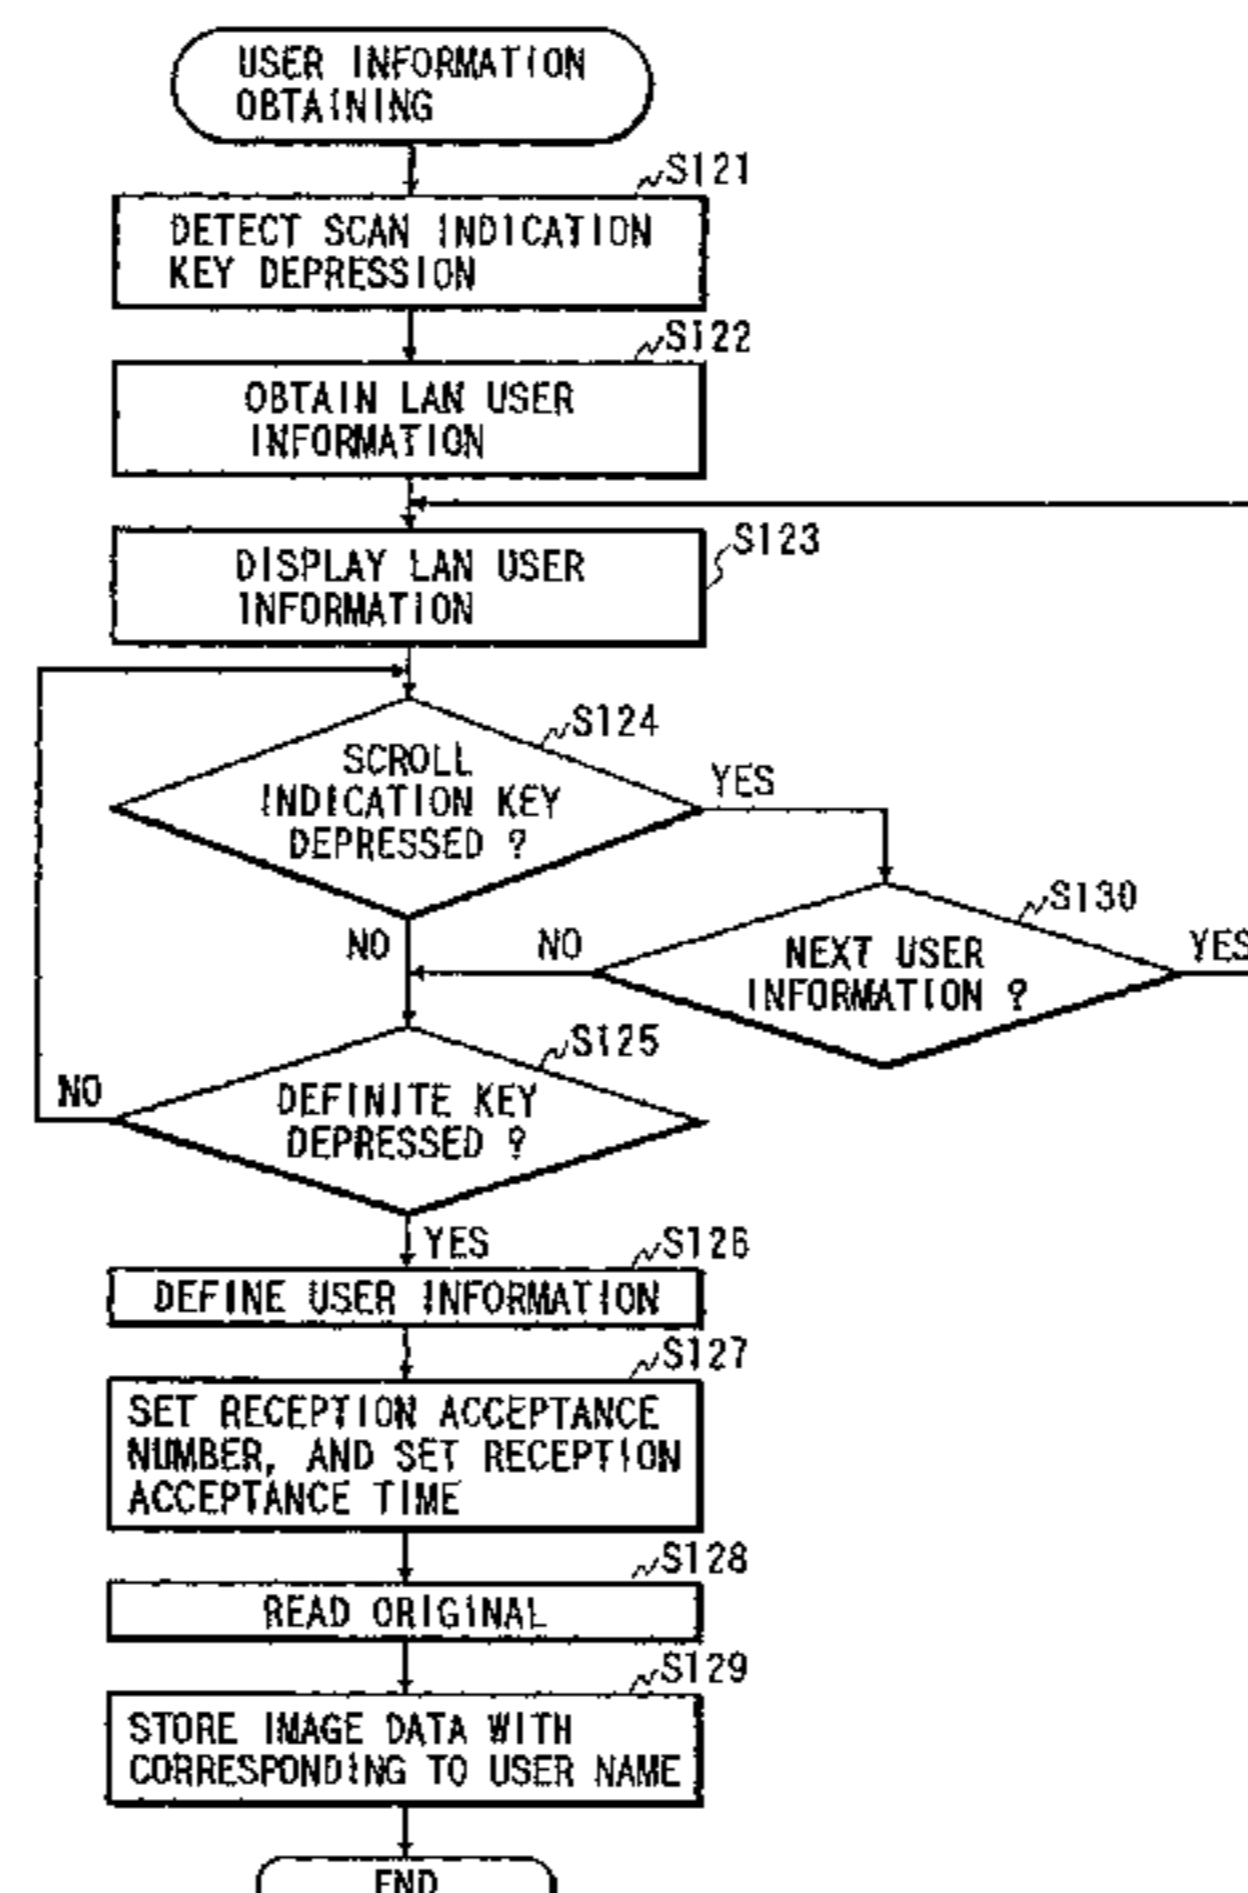 USER INFORMATION
OBTAINING
S121
DETECT SCAN INDICATION
KEY DEPRESSION
S122
OBTAIN LAN USER
INFORMATION
S123
DISPLAY LAN USER
INFORMATION
S124
SCROLL
INDICATION KEY
DEPRESSED ?
YES
S130
NO
NO
NEXT USER
INFORMATION ?
YES
S125
NO
DEFINITE KEY
DEPRESSED ?
YES
S126
DEFINE USER INFORMATION
S127
SET RECEPTION ACCEPTANCE
NUMBER, AND SET RECEPTION
ACCEPTANCE TIME
S128
READ ORIGINAL
S129
STORE IMAGE DATA WITH
CORRESPONDING TO USER NAME
END